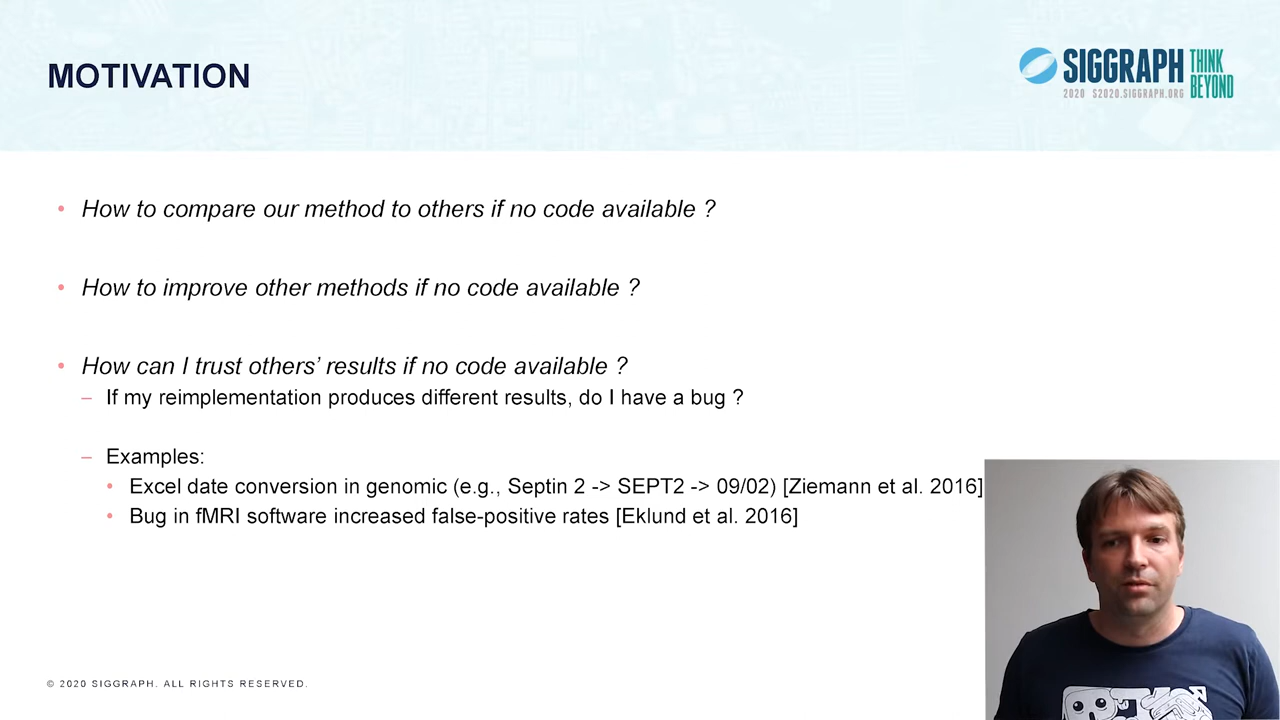 MOTIVATION
SIGGRAPH THINK BEYOND
2020 S2020.SIGGRAPH.ORG
• How to compare our method to others if no code available ?
• How to improve other methods if no code available ?
• How can I trust others’ results if no code available ?
– If my reimplementation produces different results, do I have a bug ?
– Examples:
• Excel date conversion in genomic (e.g., Septin 2 -> SEPT2 -> 09/02) [Ziemann et al. 2016]
• Bug in fMRI software increased false-positive rates [Eklund et al. 2016]
© 2020 SIGGRAPH. ALL RIGHTS RESERVED.